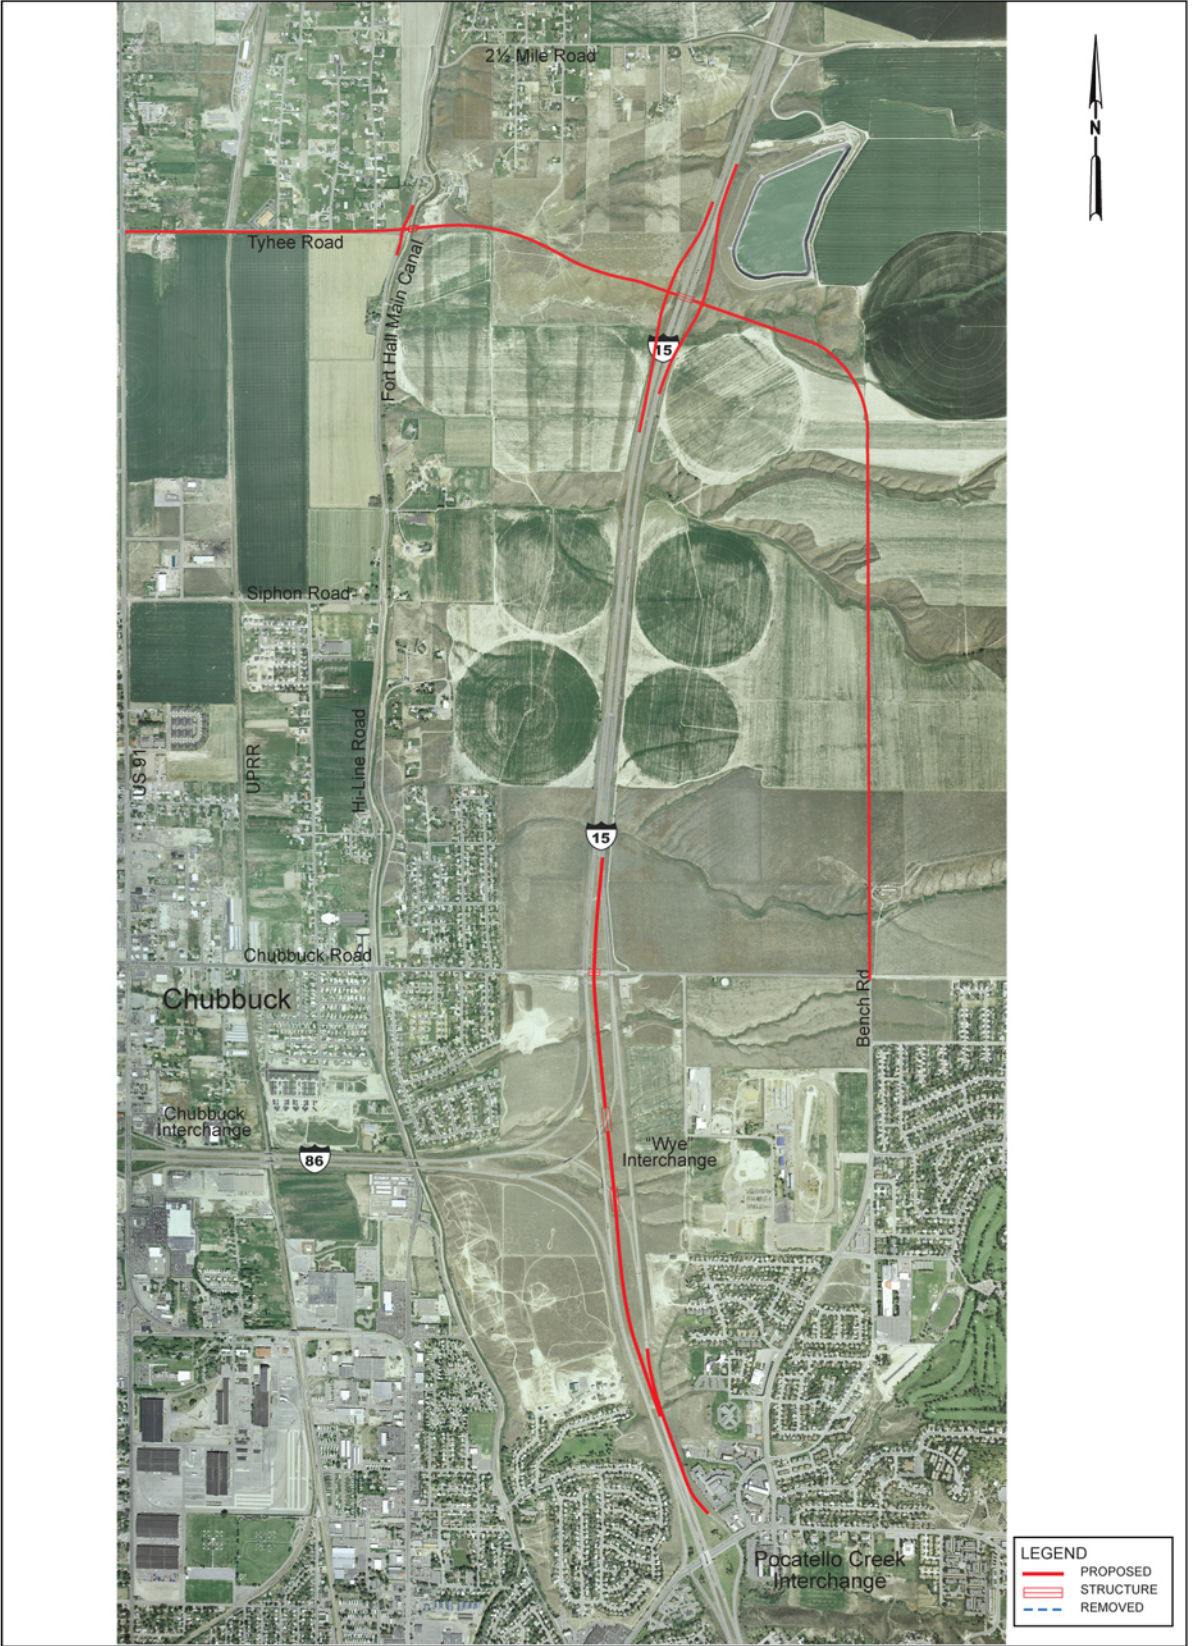 2½ Mile Road
N
Tyhee Road
Fort Hall Main Canal
15
Siphon Road
US 91
UPRR
Hi-Line Road
15
Chubbuck Road
Chubbuck
Bench Rd
Chubbuck
Interchange
86
"Wye"
Interchange
Pocatello Creek
Interchange
LEGEND
PROPOSED
STRUCTURE
REMOVED